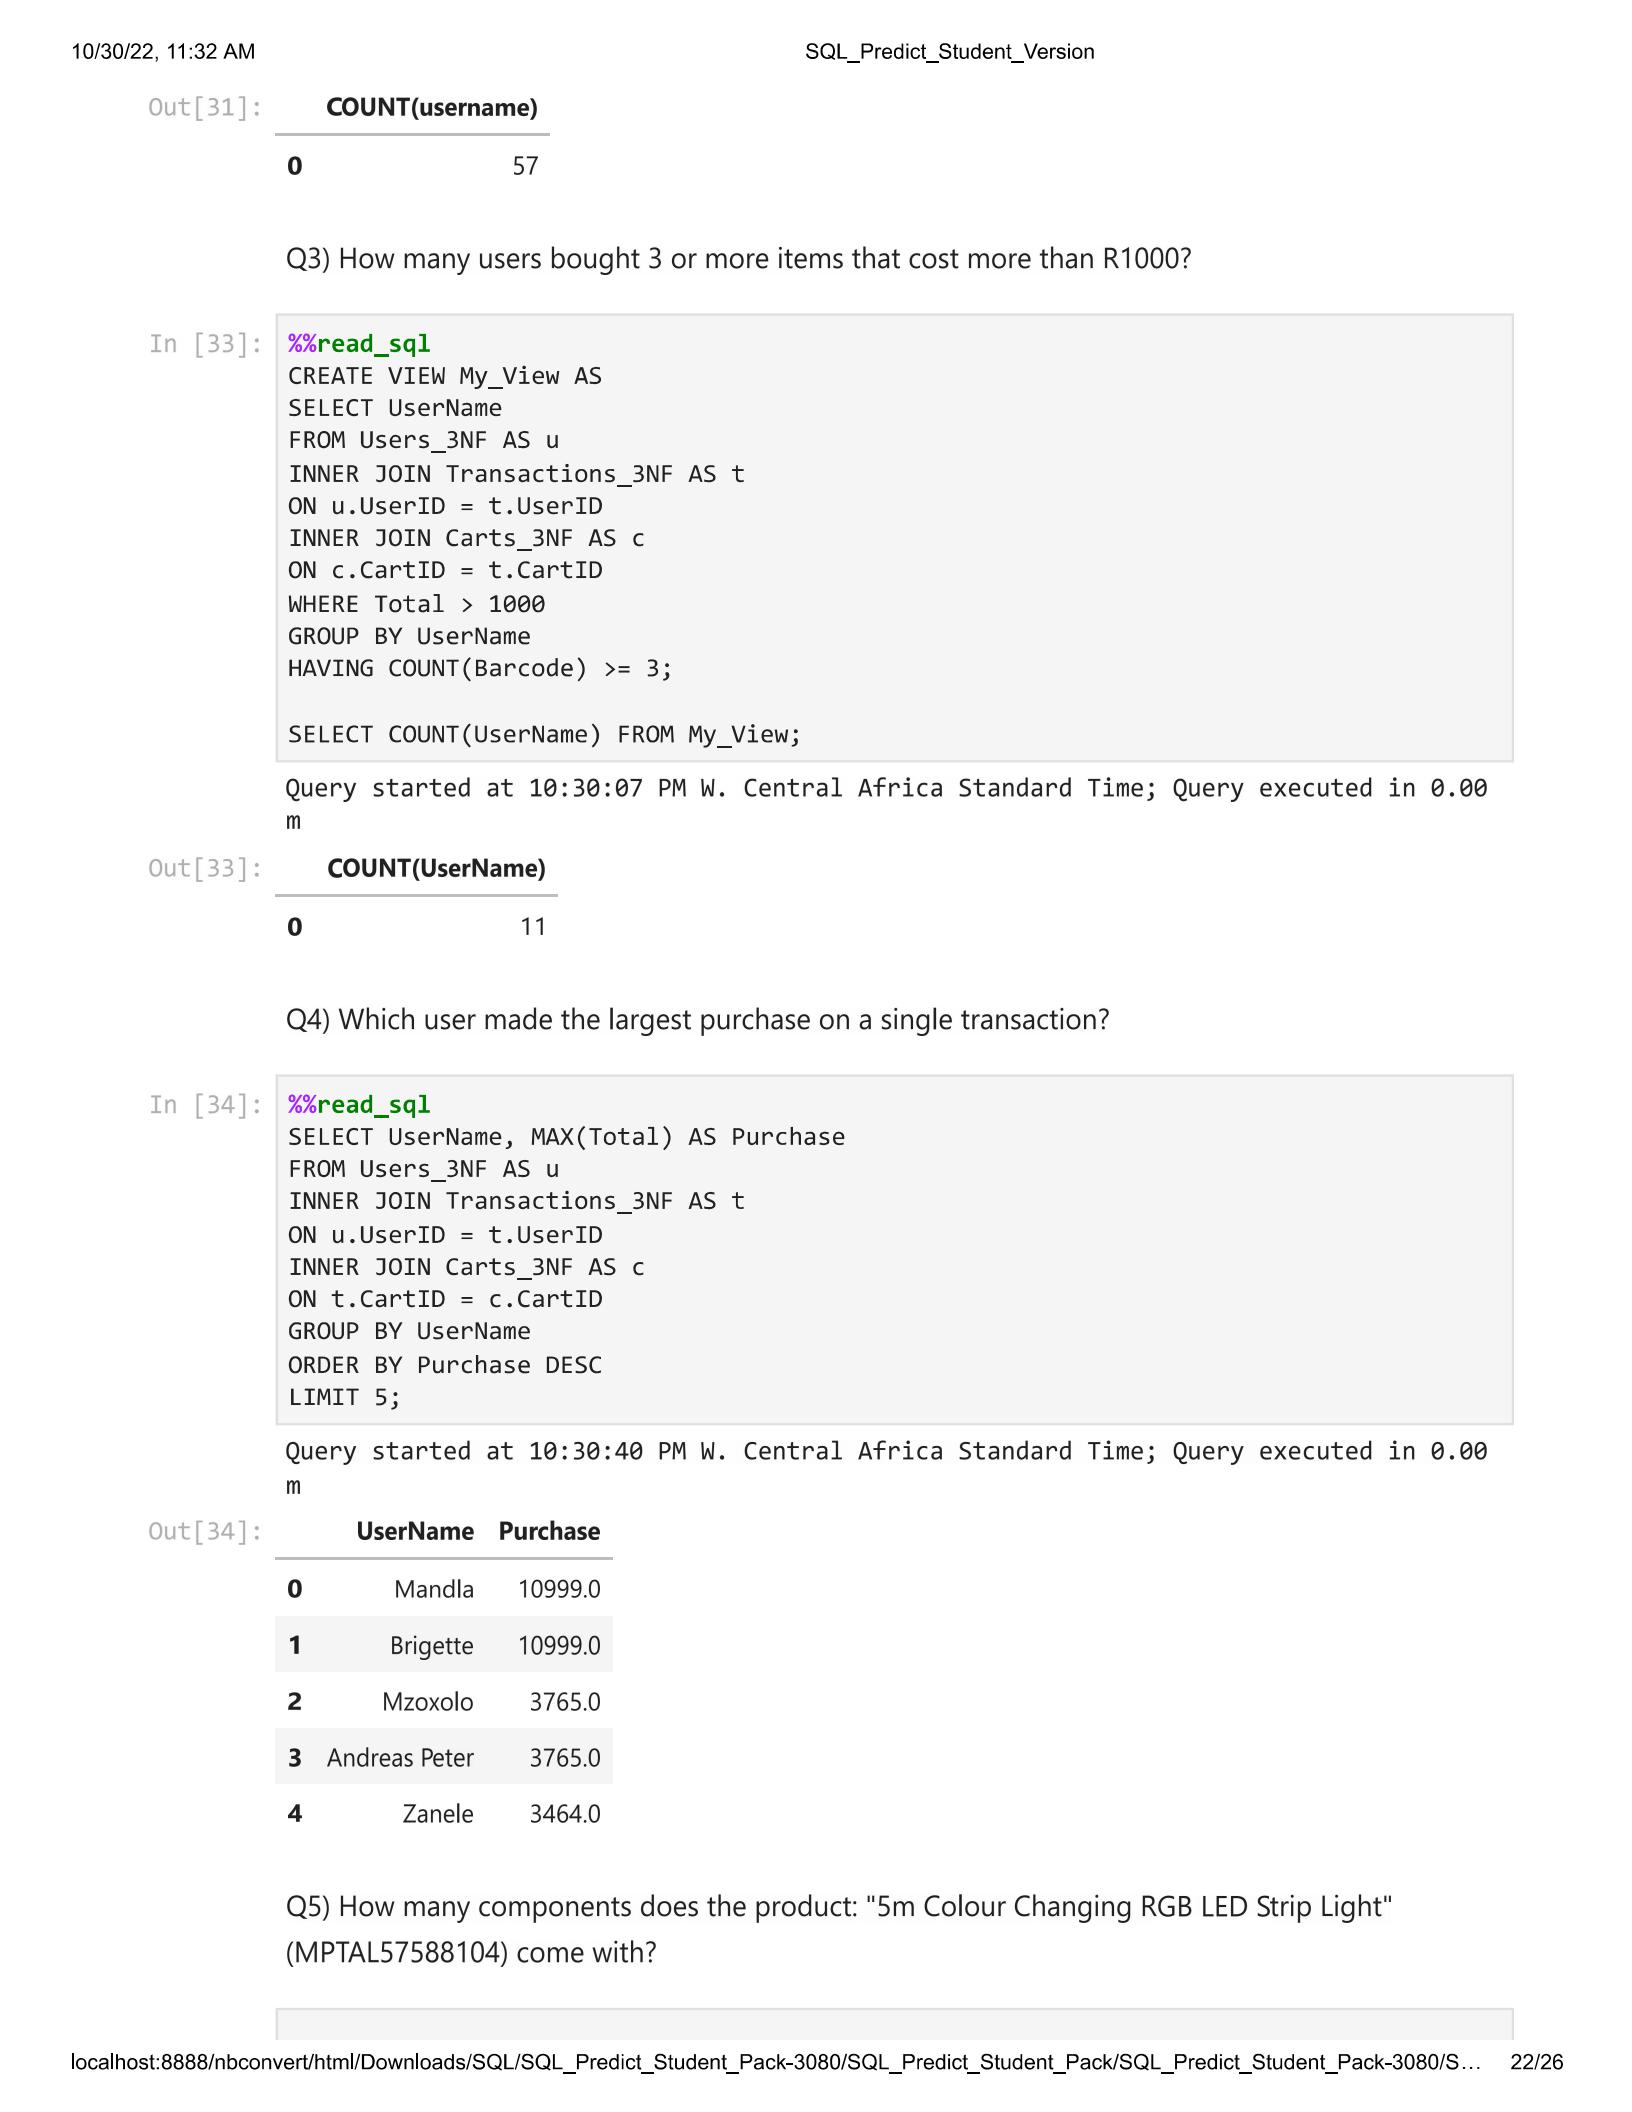 10/30/22, 11:32 AM SQL_Predict_Student_Version
Out[31]: COUNT(username)
0 57
Q3) How many users bought 3 or more items that cost more than R1000?
In [33]: %%read_sql
CREATE VIEW My_View AS
SELECT UserName
FROM Users_3NF AS u
INNER JOIN Transactions_3NF AS t
ON u.UserID = t.UserID
INNER JOIN Carts_3NF AS c
ON c.CartID = t.CartID
WHERE Total > 1000
GROUP BY UserName
HAVING COUNT(Barcode) >= 3;
SELECT COUNT(UserName) FROM My_View;
Query started at 10:30:07 PM W. Central Africa Standard Time; Query executed in 0.00
m
Out[33]: COUNT(UserName)
0 11
Q4) Which user made the largest purchase on a single transaction?
In [34]: %%read_sql
SELECT UserName, MAX(Total) AS Purchase
FROM Users_3NF AS u
INNER JOIN Transactions_3NF AS t
ON u.UserID = t.UserID
INNER JOIN Carts_3NF AS c
ON t.CartID = c.CartID
GROUP BY UserName
ORDER BY Purchase DESC
LIMIT 5;
Query started at 10:30:40 PM W. Central Africa Standard Time; Query executed in 0.00
m
Out[34]: UserName Purchase
0 Mandla 10999.0
1 Brigette 10999.0
2 Mzoxolo 3765.0
3 Andreas Peter 3765.0
4 Zanele 3464.0
Q5) How many components does the product: "5m Colour Changing RGB LED Strip Light"
(MPTAL57588104) come with?
localhost:8888/nbconvert/html/Downloads/SQL/SQL_Predict_Student_Pack-3080/SQL_Predict_Student_Pack/SQL_Predict_Student_Pack-3080/S… 22/26